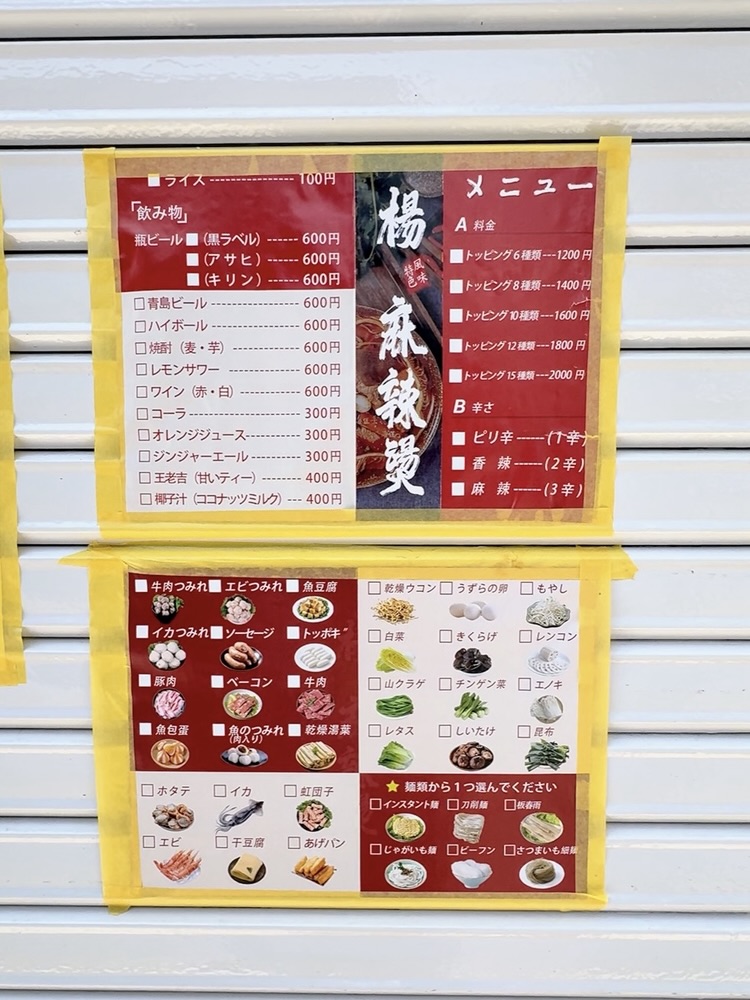 ライス ---------------- 100円
「飲み物」
瓶ビール (黒ラベル) ------ 600円
(アサヒ) ------ 600円
(キリン) ------ 600円
青島ビール ---------------- 600円
ハイボール ---------------- 600円
焼酎 (麦・芋) ------------ 600円
レモンサワー -------------- 600円
ワイン (赤・白) ---------- 600円
コーラ -------------------- 300円
オレンジジュース----------- 300円
ジンジャーエール ---------- 300円
王老吉 (甘いティー) ------- 400円
椰子汁 (ココナッツミルク) --- 400円
楊
特色
風味
麻辣燙
メニュー
A 料金
トッピング6種類---1200円
トッピング8種類---1400円
トッピング10種類---1600円
トッピング12種類---1800円
トッピング15種類---2000円
B 辛さ
ピリ辛------(1辛)
香 辣------(2辛)
麻 辣------(3辛)
牛肉つみれ エビつみれ 魚豆腐
イカつみれ ソーセージ トッポギ
豚肉 ベーコン 牛肉
魚包蛋 魚のつみれ(肉入り) 乾燥湯葉
ホタテ イカ 虹団子
エビ 干豆腐 あげパン
乾燥ウコン うずらの卵 もやし
白菜 きくらげ レンコン
山クラゲ チンゲン菜 エノキ
レタス しいたけ 昆布
★ 麺類から1つ選んでください
インスタント麺 刀削麺
じゃがいも麺 ビーフン さつまいも細麺